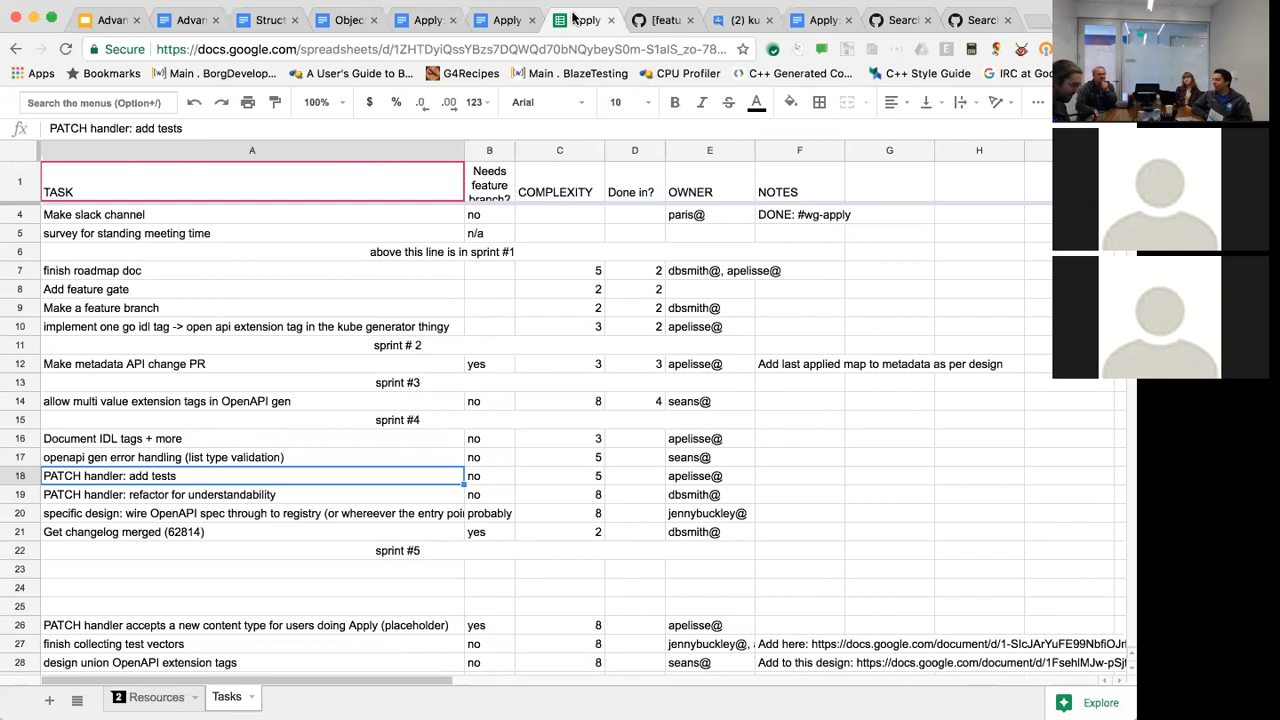 Advan
Advan
Struct
Objec
Apply:
Apply
Apply
[featu
(2) ku
Apply:
Search
Search
Secure https://docs.google.com/spreadsheets/d/1ZHTDyiQssYBzs7DQWQd70bNQybeyS0m-S1alS_zo-78...
Apps Bookmarks Main . BorgDevelop... A User's Guide to B... G4Recipes Main . BlazeTesting CPU Profiler C++ Generated Co... C++ Style Guide IRC at Goo
Search the menus (Option+/) 100% $ % .0 .00 123 Arial 10 B I S A
fx PATCH handler: add tests
A B C D E F G H
1 TASK Needs feature branch? COMPLEXITY Done in? OWNER NOTES
4 Make slack channel no paris@ DONE: #wg-apply
5 survey for standing meeting time n/a
6 above this line is in sprint #1
7 finish roadmap doc 5 2 dbsmith@, apelisse@
8 Add feature gate 2 2
9 Make a feature branch 2 2 dbsmith@
10 implement one go idl tag -> open api extension tag in the kube generator thingy 3 2 apelisse@
11 sprint # 2
12 Make metadata API change PR yes 3 3 apelisse@ Add last applied map to metadata as per design
13 sprint #3
14 allow multi value extension tags in OpenAPI gen no 8 4 seans@
15 sprint #4
16 Document IDL tags + more no 3 apelisse@
17 openapi gen error handling (list type validation) no 5 seans@
18 PATCH handler: add tests no 5 apelisse@
19 PATCH handler: refactor for understandability no 8 dbsmith@
20 specific design: wire OpenAPI spec through to registry (or whereever the entry poi probably 8 jennybuckley@
21 Get changelog merged (62814) yes 2 dbsmith@
22 sprint #5
23
24
25
26 PATCH handler accepts a new content type for users doing Apply (placeholder) yes 8 apelisse@
27 finish collecting test vectors no 8 jennybuckley@, Add here: https://docs.google.com/document/d/1-SIcJArYuFE99NbfiOJr
28 design union OpenAPI extension tags no 8 seans@ Add to this design: https://docs.google.com/document/d/1FsehlMJw-pSjf
2 Resources Tasks Explore